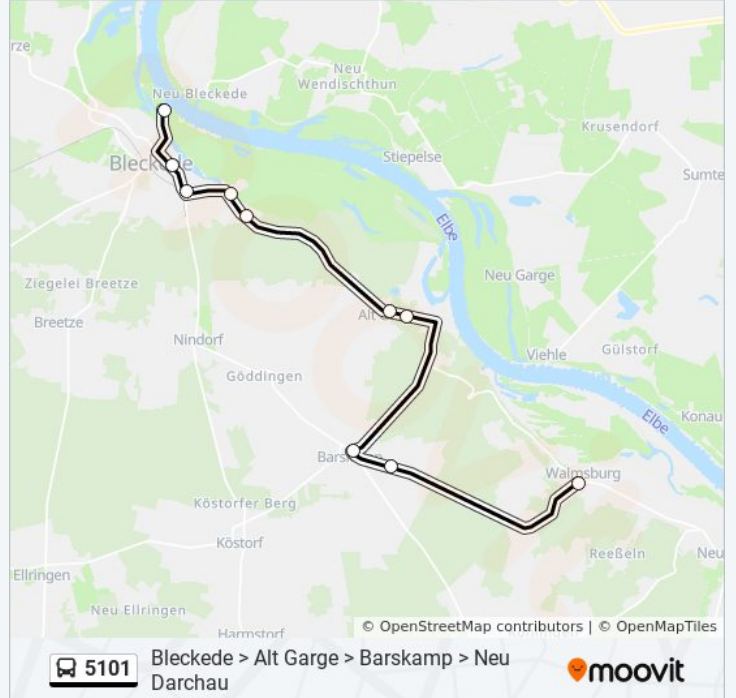 rze
Neu
Wendischthun
Neu Bleckede
Krusendorf
Stiepelse
Bleckede
Sumte
Elbe
Neu Garge
Ziegelei Breetze
Breetze
Alt G
Nindorf
Viehle
Gülstorf
Göddingen
Elbe
Konau
Walmsburg
Köstorfer Berg
Köstorf
Reeßeln
Neu
Ellringen
Neu Ellringen
Harmstorf
© OpenStreetMap contributors | © OpenMapTiles
5101
Bleckede > Alt Garge > Barskamp > Neu
Darchau
moovit